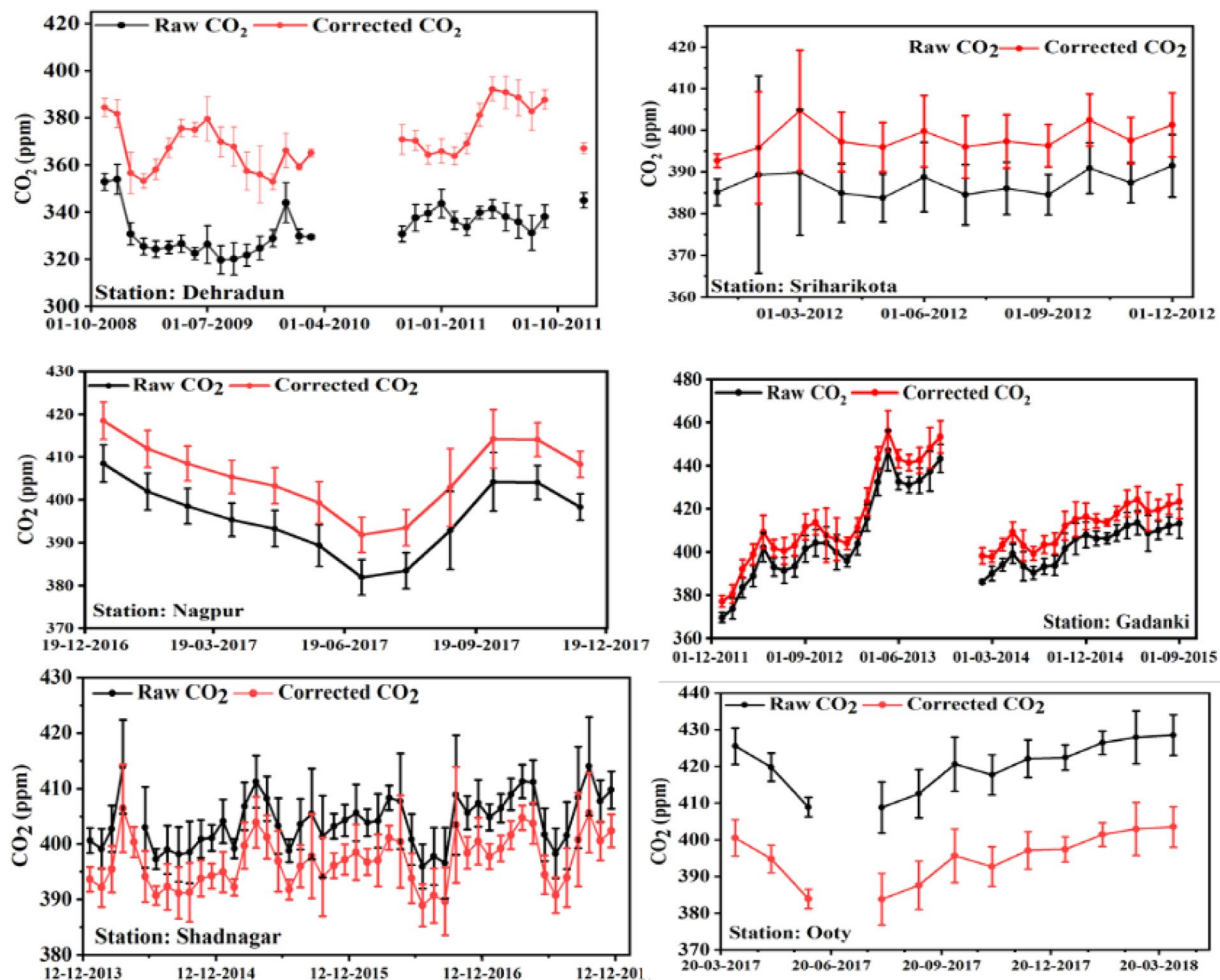 Raw CO2 Corrected CO2
CO2 (ppm)
420
400
380
360
340
320
300
Station: Dehradun
01-10-2008 01-07-2009 01-04-2010 01-01-2011 01-10-2011
Raw CO2 Corrected CO2
CO2 (ppm)
420
400
380
360
Station: Sriharikota
01-03-2012 01-06-2012 01-09-2012 01-12-2012
Raw CO2 Corrected CO2
CO2 (ppm)
430
420
410
400
390
380
370
Station: Nagpur
19-12-2016 19-03-2017 19-06-2017 19-09-2017 19-12-2017
Raw CO2 Corrected CO2
CO2 (ppm)
480
460
440
420
400
380
360
Station: Gadanki
01-12-2011 01-09-2012 01-06-2013 01-03-2014 01-12-2014 01-09-2015
Raw CO2 Corrected CO2
CO2 (ppm)
420
410
400
390
380
Station: Shadnagar
12-12-2013 12-12-2014 12-12-2015 12-12-2016 12-12-201
Raw CO2 Corrected CO2
CO2 (ppm)
430
420
410
400
390
380
370
Station: Ooty
20-03-2017 20-06-2017 20-09-2017 20-12-2017 20-03-2018